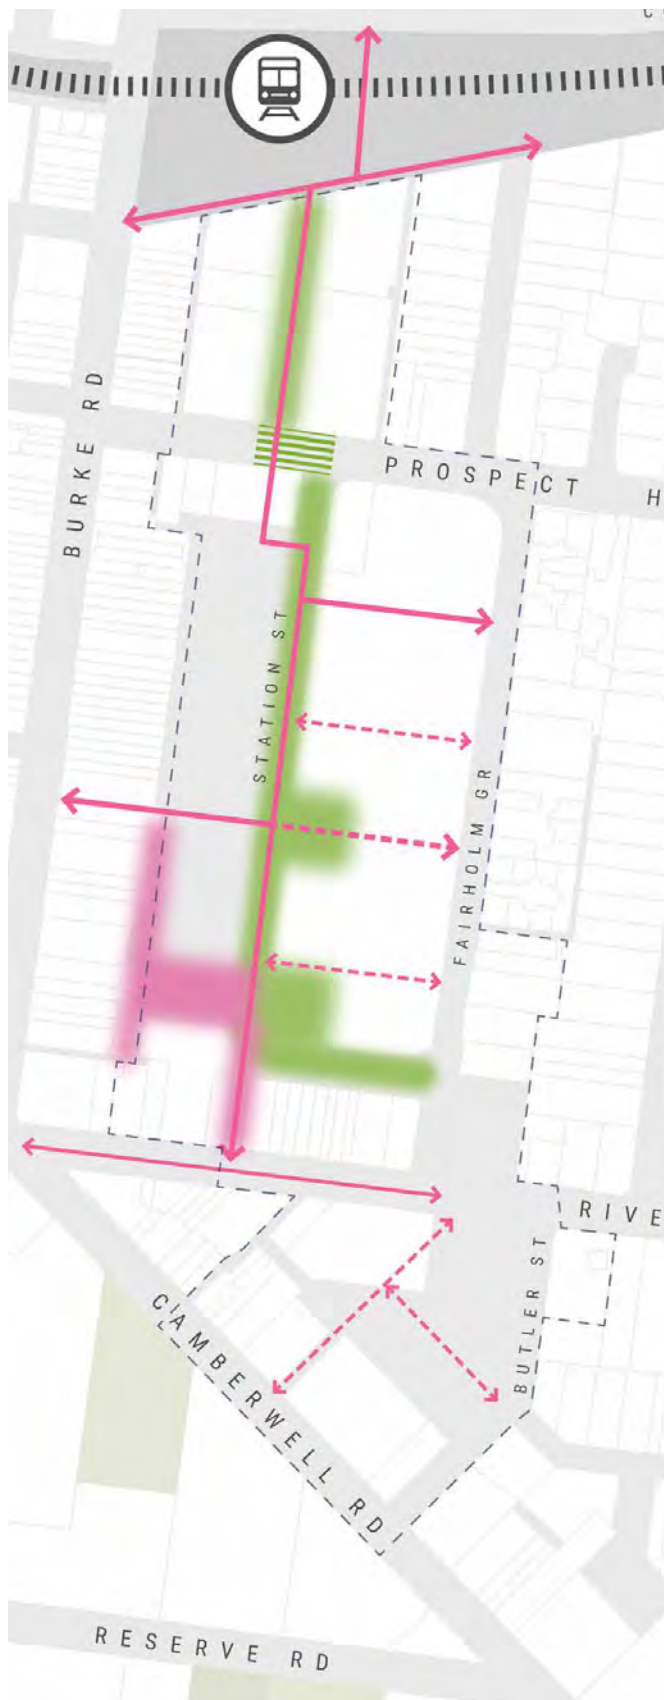 C
BURKE RD
PROSPECT H
STATION ST
FAIRHOLM GR
RIVE
BUTLER ST
CAMBERWELL RD
RESERVE RD